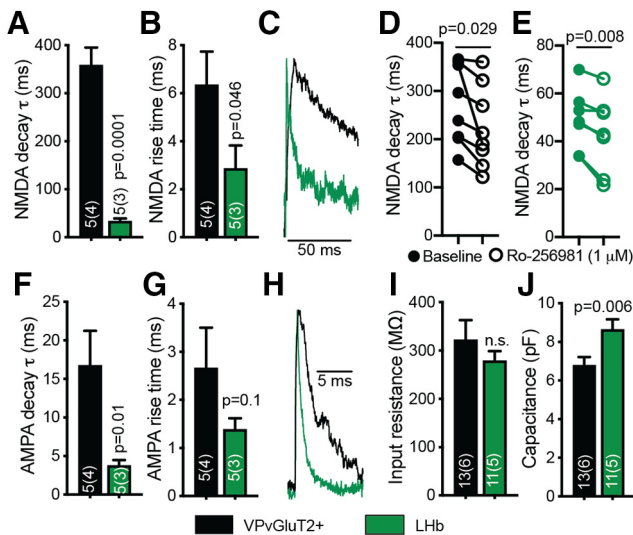 A
NMDA decay τ (ms)
400
300
200
100
0
5(4)
5(3)
p=0.0001
B
NMDA rise time (ms)
8
6
4
2
0
5(4)
5(3)
p=0.046
C
50 ms
D
p=0.029
NMDA decay τ (ms)
400
300
200
100
0
E
p=0.008
NMDA decay τ (ms)
80
60
40
20
0
Baseline
Ro-256981 (1 μM)
F
AMPA decay τ (ms)
25
20
15
10
5
0
5(4)
5(3)
p=0.01
G
AMPA rise time (ms)
4
3
2
1
0
5(4)
5(3)
p=0.1
H
5 ms
I
Input resistance (MΩ)
400
300
200
100
0
13(6)
11(5)
n.s.
J
p=0.006
Capacitance (pF)
10
8
6
4
2
0
13(6)
11(5)
VPvGluT2+
LHb